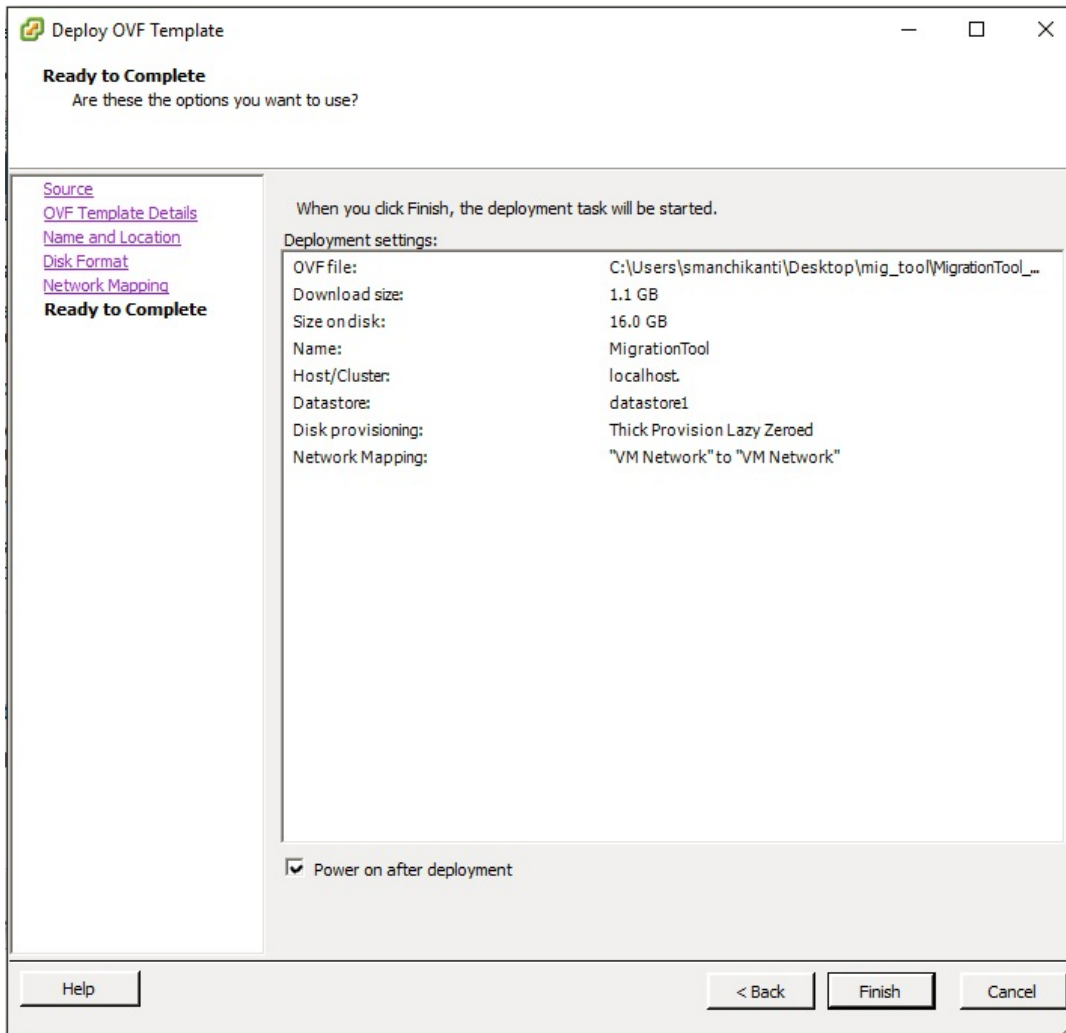 Deploy OVF Template
Ready to Complete
Are these the options you want to use?
Source
OVF Template Details
Name and Location
Disk Format
Network Mapping
Ready to Complete
When you click Finish, the deployment task will be started.
Deployment settings:
OVF file: C:\Users\smanchikanti\Desktop\mig_tool\MigrationTool_...
Download size: 1.1 GB
Size on disk: 16.0 GB
Name: MigrationTool
Host/Cluster: localhost.
Datastore: datastore1
Disk provisioning: Thick Provision Lazy Zeroed
Network Mapping: "VM Network" to "VM Network"
Power on after deployment
Help < Back Finish Cancel